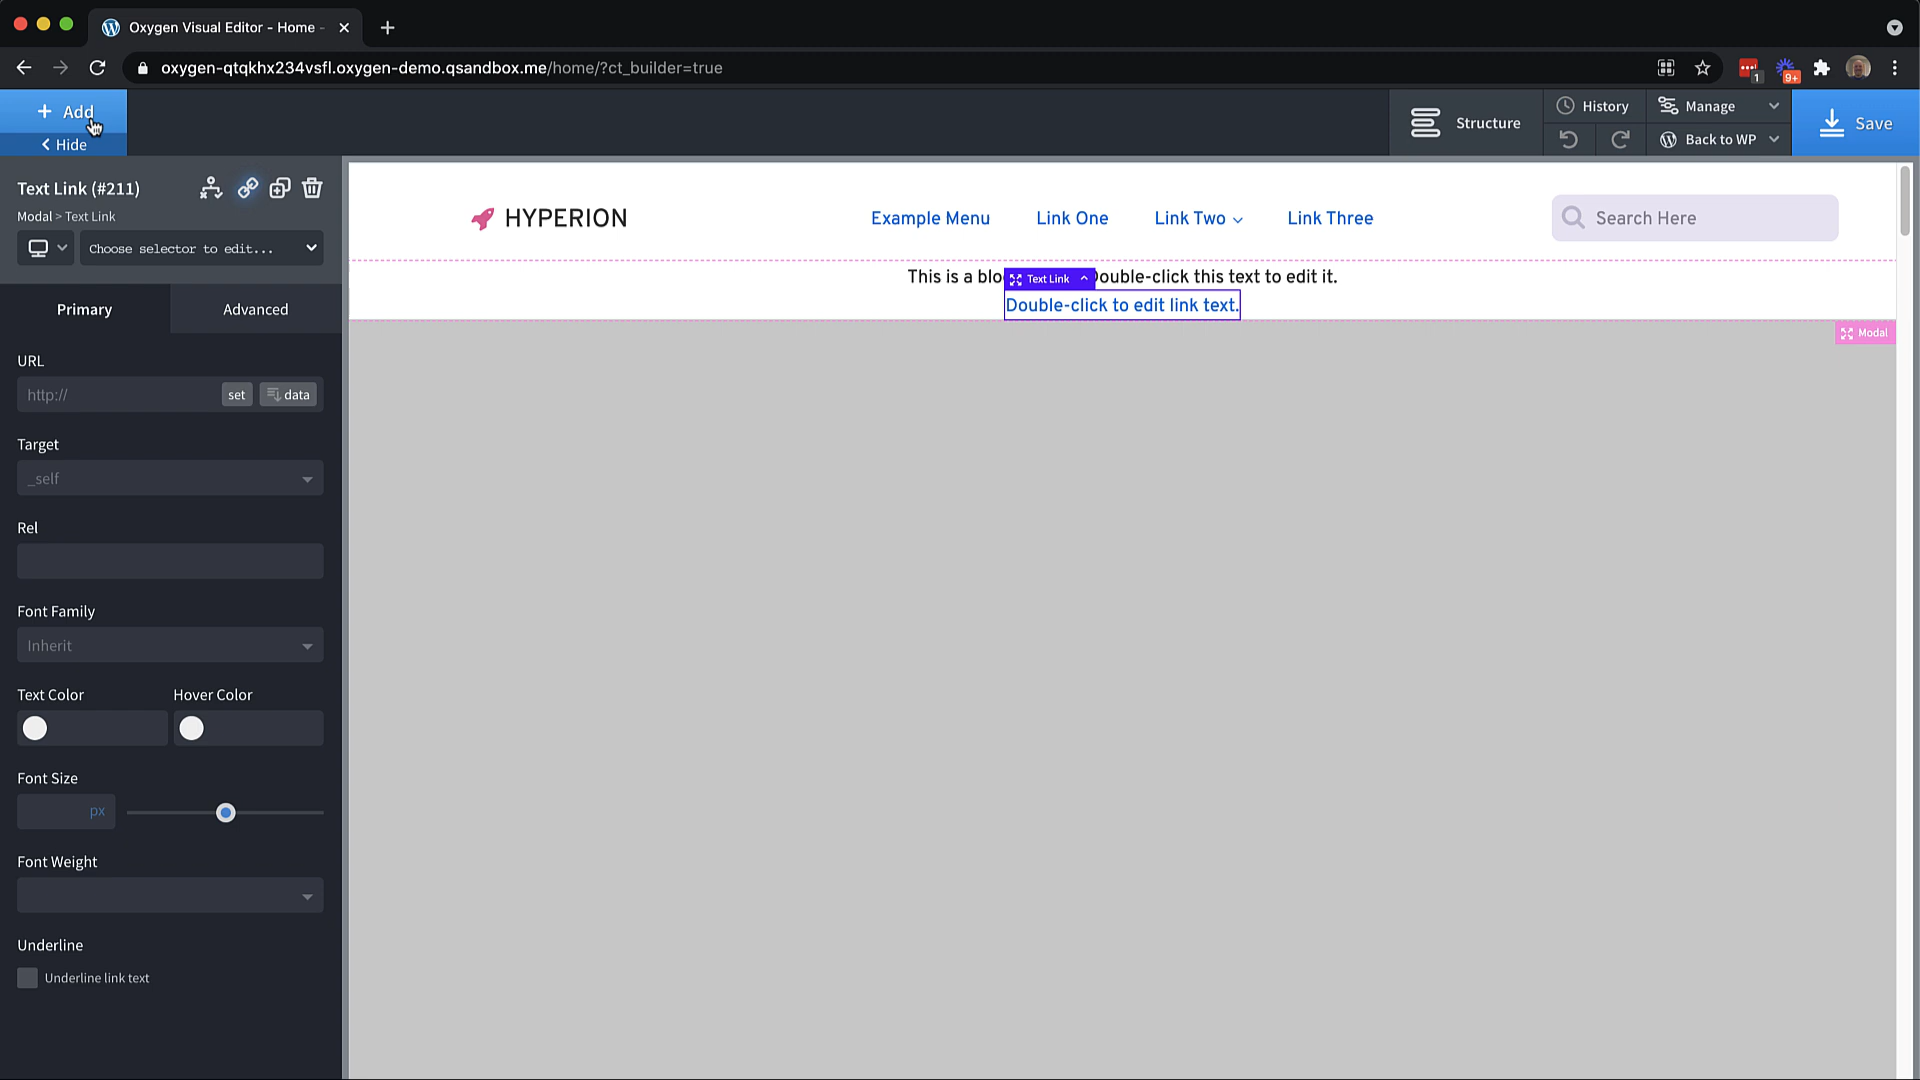 Oxygen Visual Editor - Home -
oxygen-qtqkhx234vsfl.oxygen-demo.qsandbox.me/home/?ct_builder=true
1
9+
+ Add
Hide
Structure
History
Manage
Back to WP
Save
Text Link (#211)
Modal > Text Link
Choose selector to edit...
Primary
Advanced
URL
http://
set
data
Target
_self
Rel
Font Family
Inherit
Text Color
Hover Color
Font Size
px
Font Weight
Underline
Underline link text
HYPERION
Example Menu
Link One
Link Two
Link Three
Search Here
This is a blo
Text Link
ouble-click this text to edit it.
Double-click to edit link text.
Modal